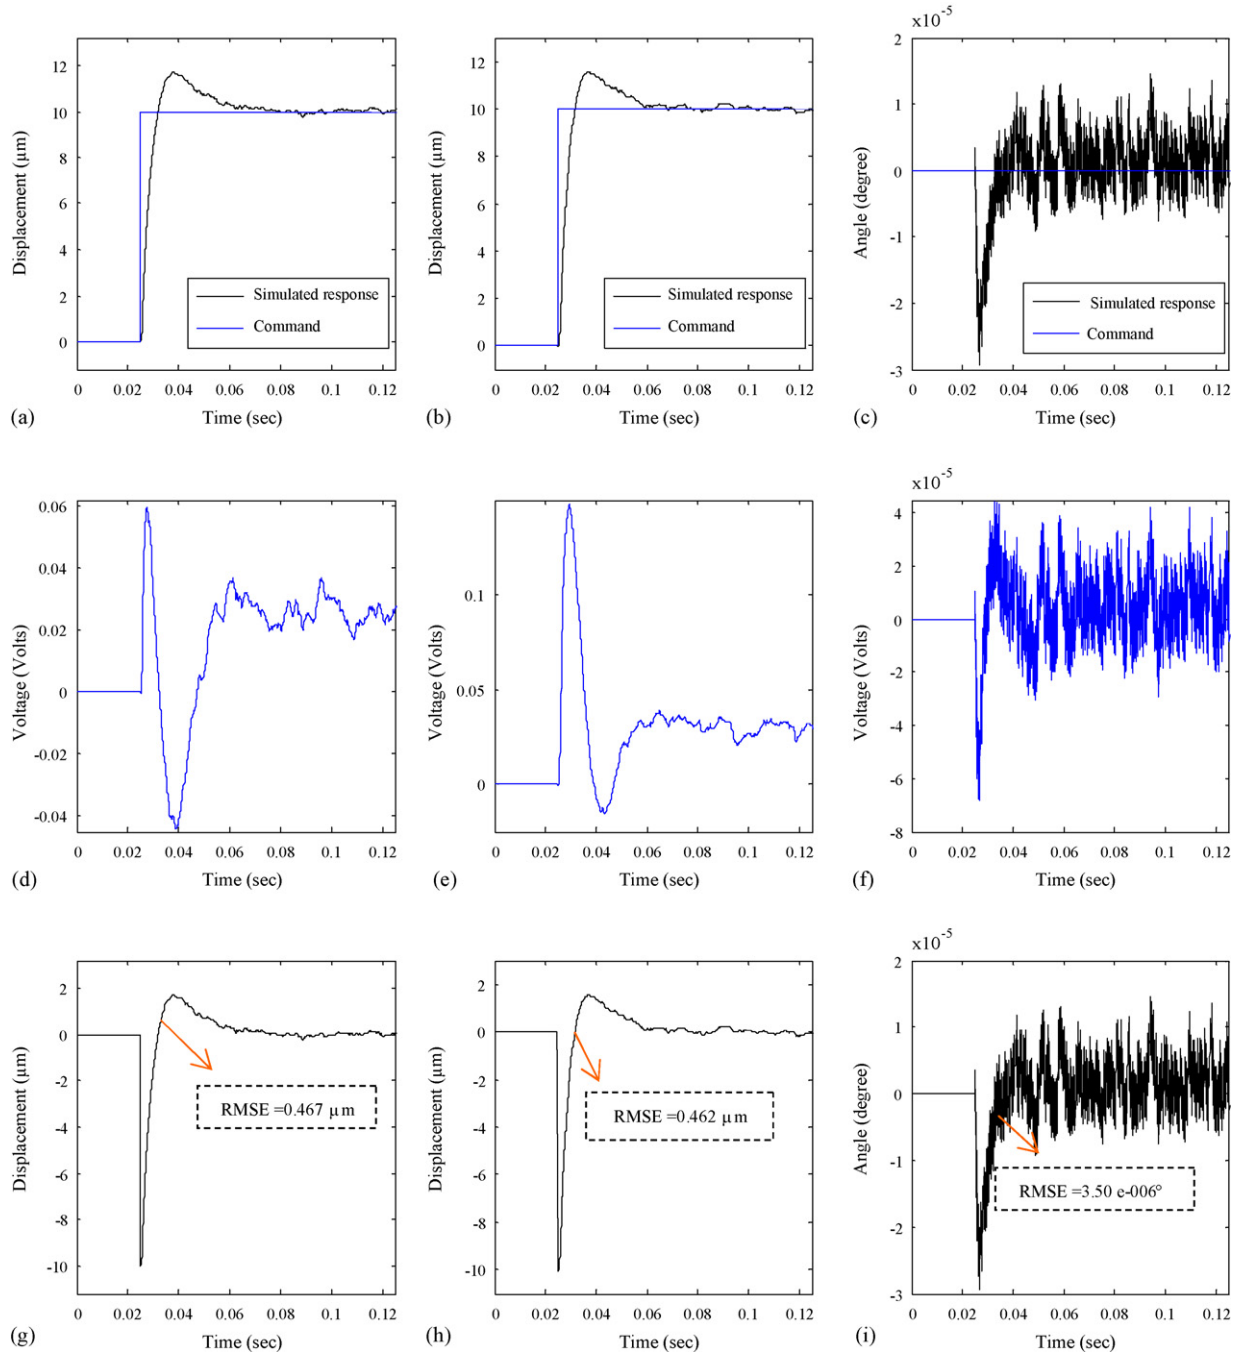 x10⁻⁵
12
10
8
6
4
2
0
Displacement (μm)
Simulated response
Command
0 0.02 0.04 0.06 0.08 0.1 0.12
Time (sec)
(a)
12
10
8
6
4
2
0
Displacement (μm)
Simulated response
Command
0 0.02 0.04 0.06 0.08 0.1 0.12
Time (sec)
(b)
2
1
0
-1
-2
-3
Angle (degree)
Simulated response
Command
0 0.02 0.04 0.06 0.08 0.1 0.12
Time (sec)
(c)
0.06
0.04
0.02
0
-0.02
-0.04
Voltage (Volts)
0 0.02 0.04 0.06 0.08 0.1 0.12
Time (sec)
(d)
0.1
0.05
0
Voltage (Volts)
0 0.02 0.04 0.06 0.08 0.1 0.12
Time (sec)
(e)
x10⁻⁵
4
2
0
-2
-4
-6
-8
Voltage (Volts)
0 0.02 0.04 0.06 0.08 0.1 0.12
Time (sec)
(f)
2
0
-2
-4
-6
-8
-10
Displacement (μm)
RMSE =0.467 μ m
0 0.02 0.04 0.06 0.08 0.1 0.12
Time (sec)
(g)
2
0
-2
-4
-6
-8
-10
Displacement (μm)
RMSE =0.462 μ m
0 0.02 0.04 0.06 0.08 0.1 0.12
Time (sec)
(h)
x10⁻⁵
2
1
0
-1
-2
-3
Angle (degree)
RMSE =3.50 e-006°
0 0.02 0.04 0.06 0.08 0.1 0.12
Time (sec)
(i)